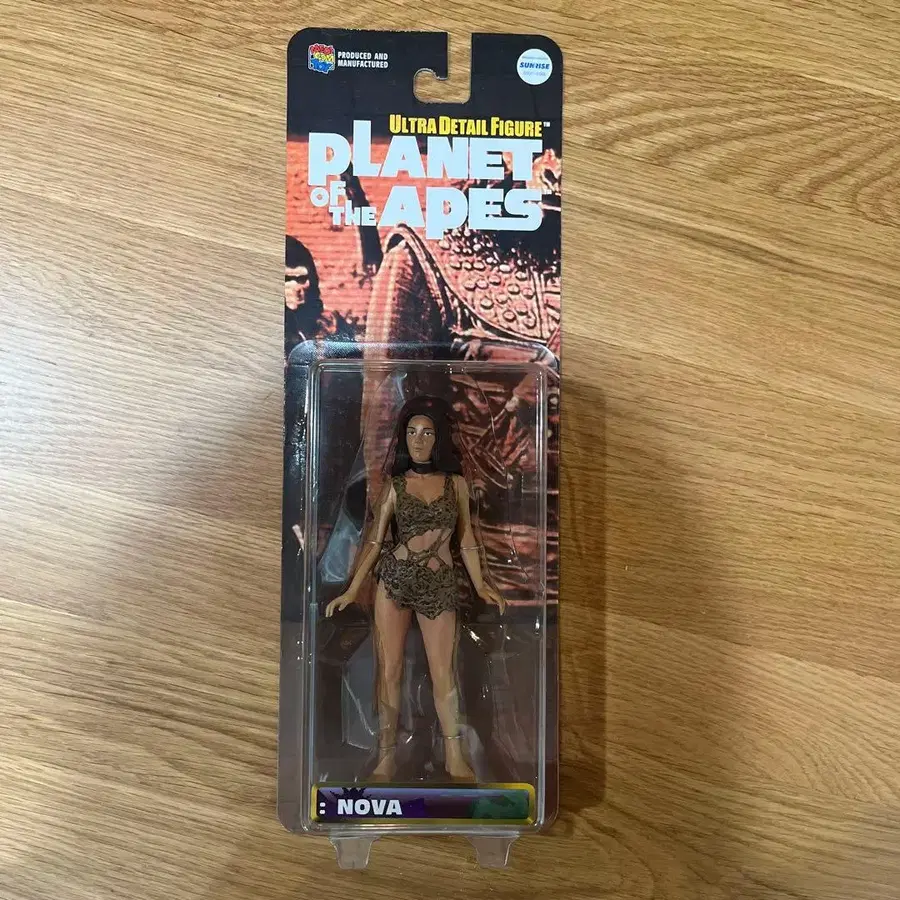 PRODUCED AND
MANUFACTURED
SUNRISE
ULTRA DETAIL FIGURE™
PLANET
OF THE APES
: NOVA